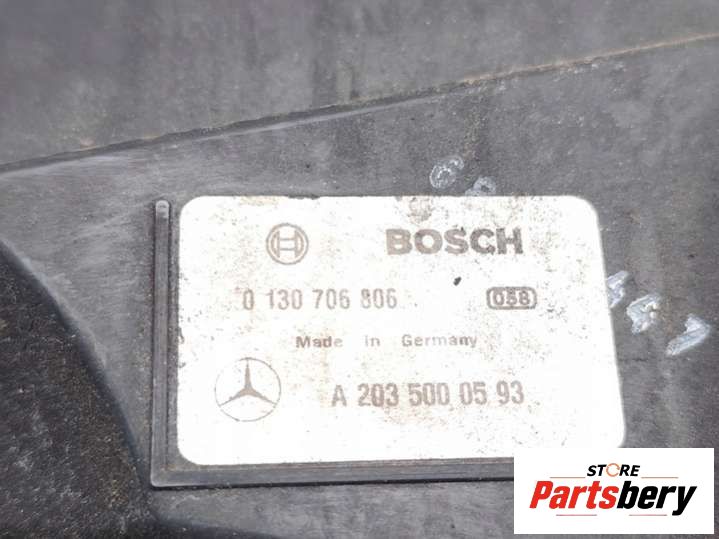 BOSCH
0 130 706 806
058
Made in Germany
A 203 500 05 93
STORE
Partsbery